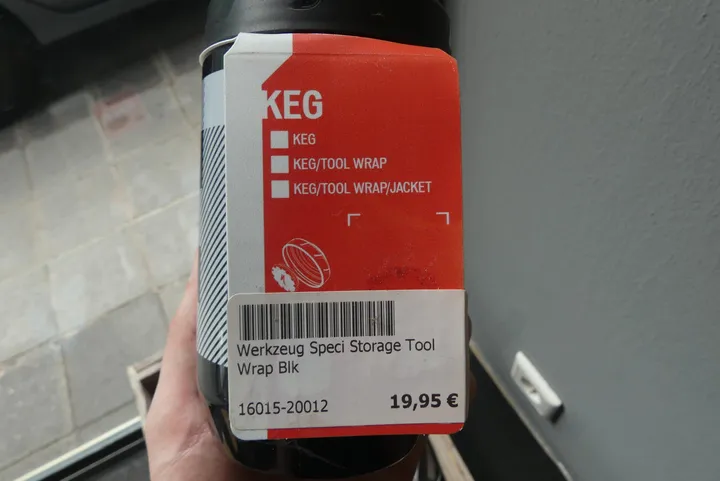 KEG
KEG
KEG/TOOL WRAP
KEG/TOOL WRAP/JACKET
Werkzeug Speci Storage Tool
Wrap Blk
16015-20012
19,95 €